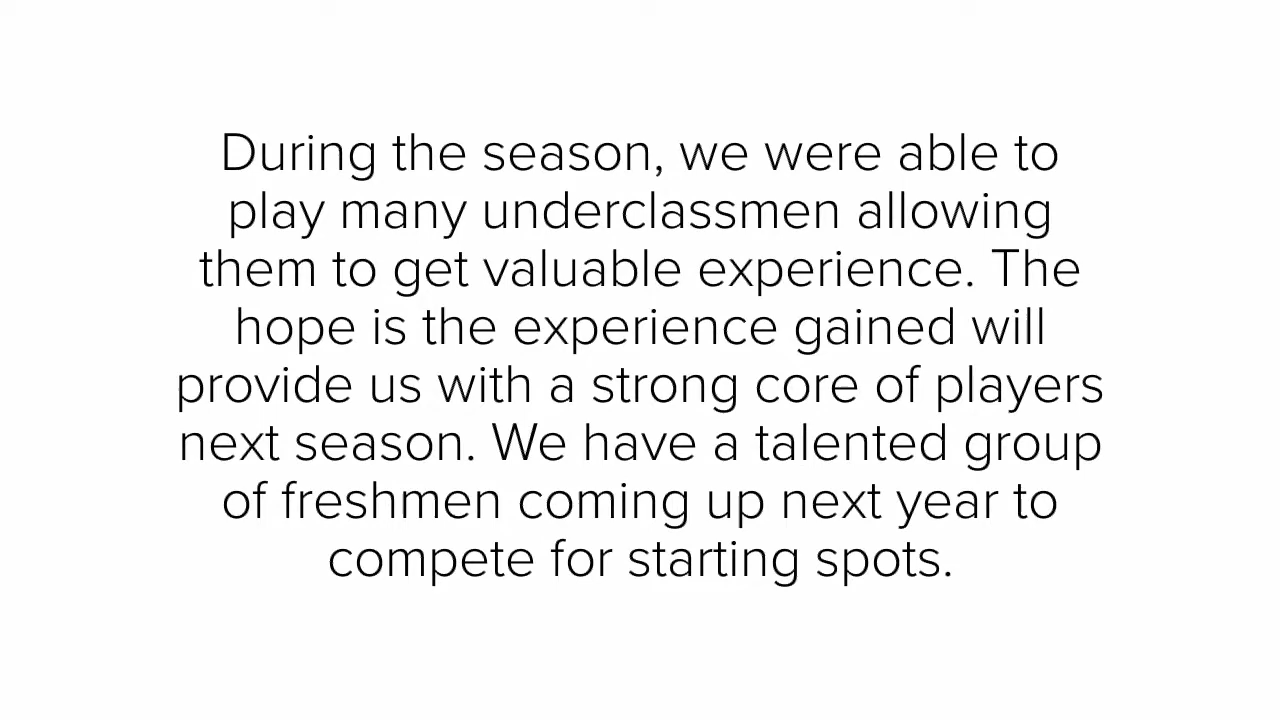 During the season, we were able to
play many underclassmen allowing
them to get valuable experience. The
hope is the experience gained will
provide us with a strong core of players
next season. We have a talented group
of freshmen coming up next year to
compete for starting spots.